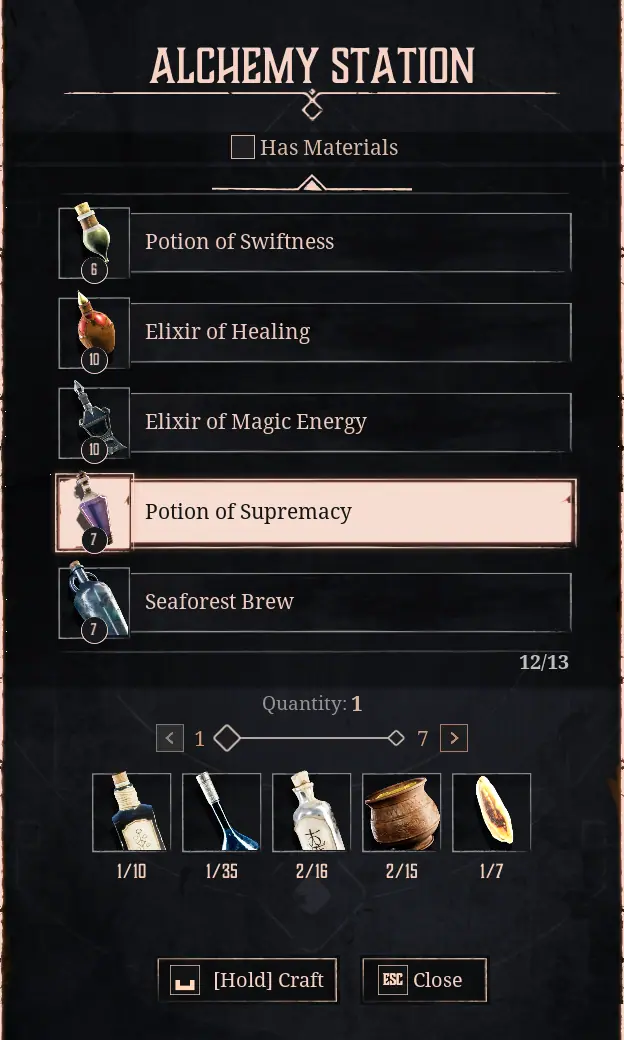 ALCHEMY STATION
Has Materials
Potion of Swiftness
6
Elixir of Healing
10
Elixir of Magic Energy
10
Potion of Supremacy
7
Seaforest Brew
7
12/13
Quantity: 1
< 1 7 >
1/10 1/35 2/16 2/15 1/7
[Hold] Craft ESC Close